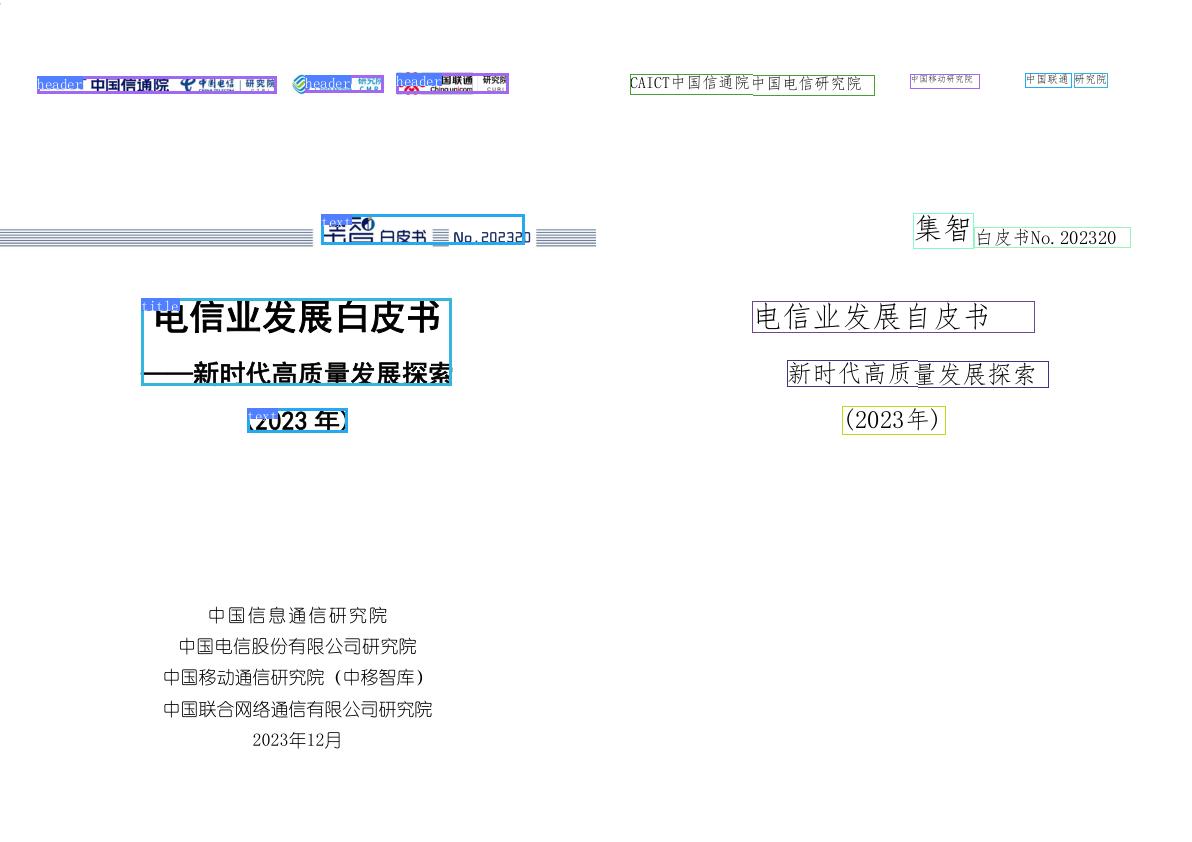 header 中国信通院 中国电信 研究院
header 研究院
header 国联通 China unicom 研究院
text 集智 白皮书 No.202320
title 电信业发展白皮书
——新时代高质量发展探索
text (2023 年)
中国信息通信研究院
中国电信股份有限公司研究院
中国移动通信研究院（中移智库）
中国联合网络通信有限公司研究院
2023年12月
CAICT中国信通院中国电信研究院
中国移动研究院
中国联通 研究院
集智 白皮书No.202320
电信业发展白皮书
新时代高质量发展探索
(2023年)